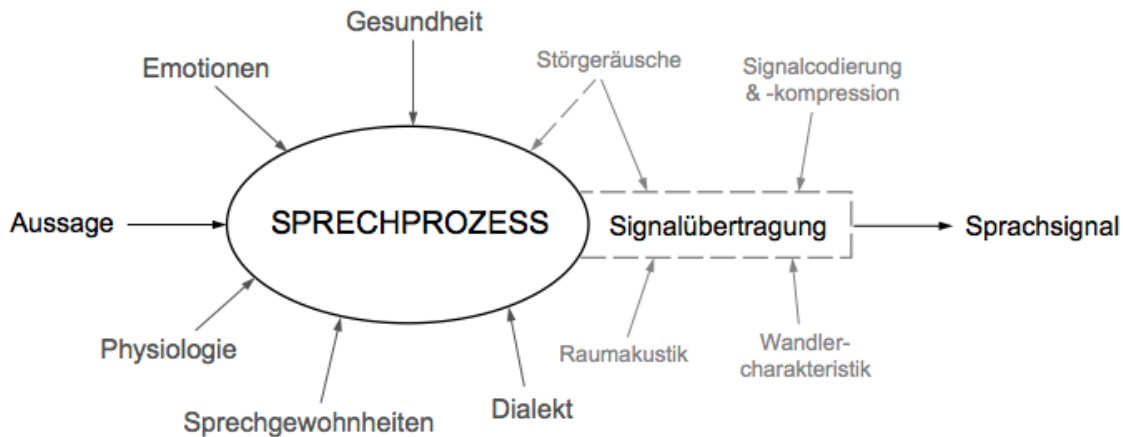 Gesundheit
Emotionen
Störgeräusche
Signalcodierung
& -kompression
Aussage
SPRECHPROZESS
Signalübertragung
Sprachsignal
Physiologie
Sprechgewohnheiten
Dialekt
Raumakustik
Wandler-
charakteristik